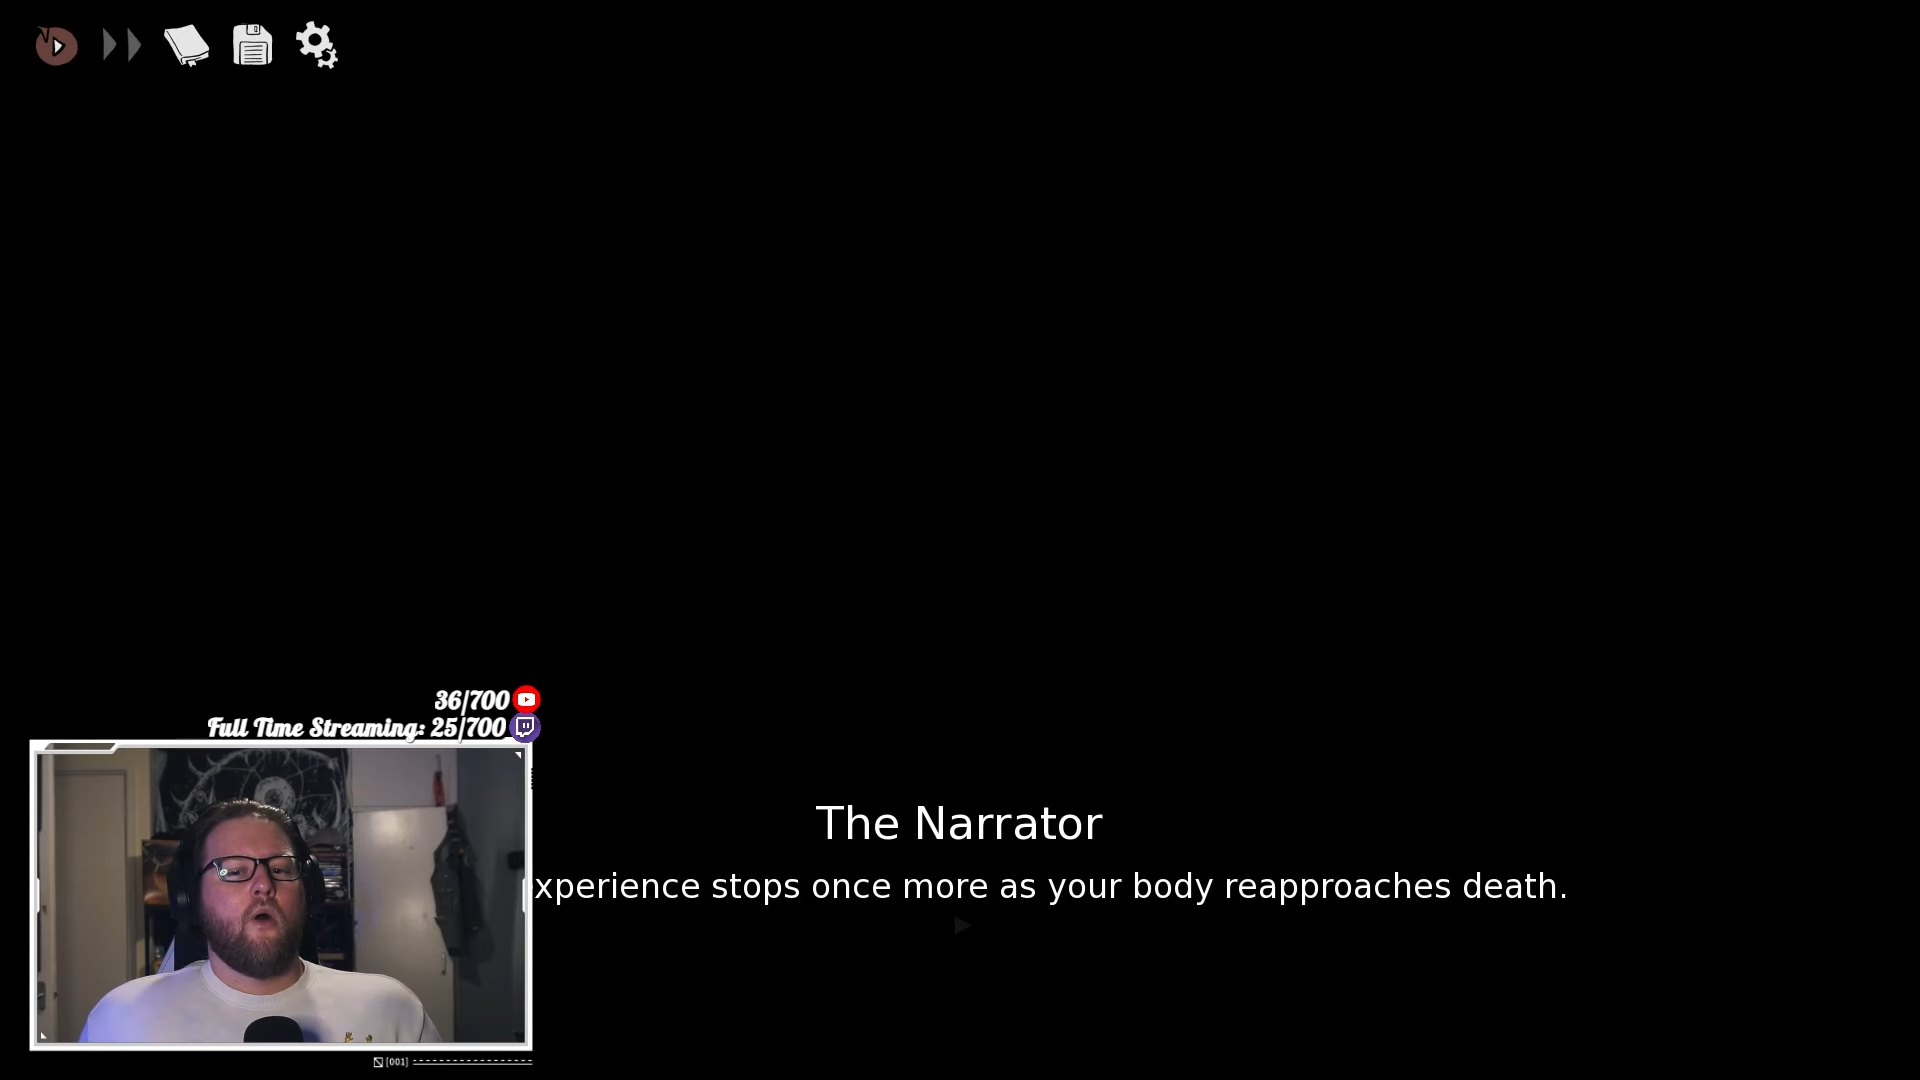 36/700
Full Time Streaming: 25/700
The Narrator
xperience stops once more as your body reapproaches death.
[001]